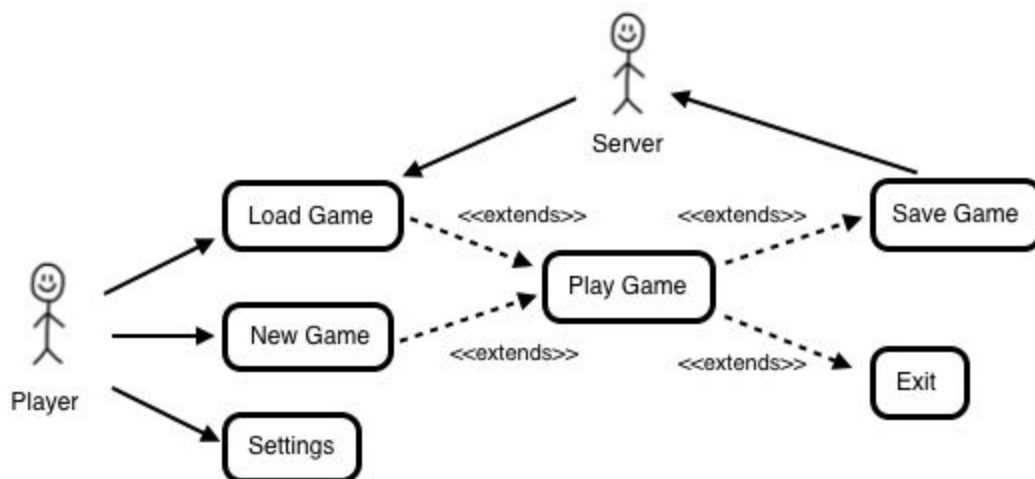 Server
Load Game
<<extends>>
<<extends>>
Save Game
Play Game
New Game
<<extends>>
<<extends>>
Exit
Player
Settings